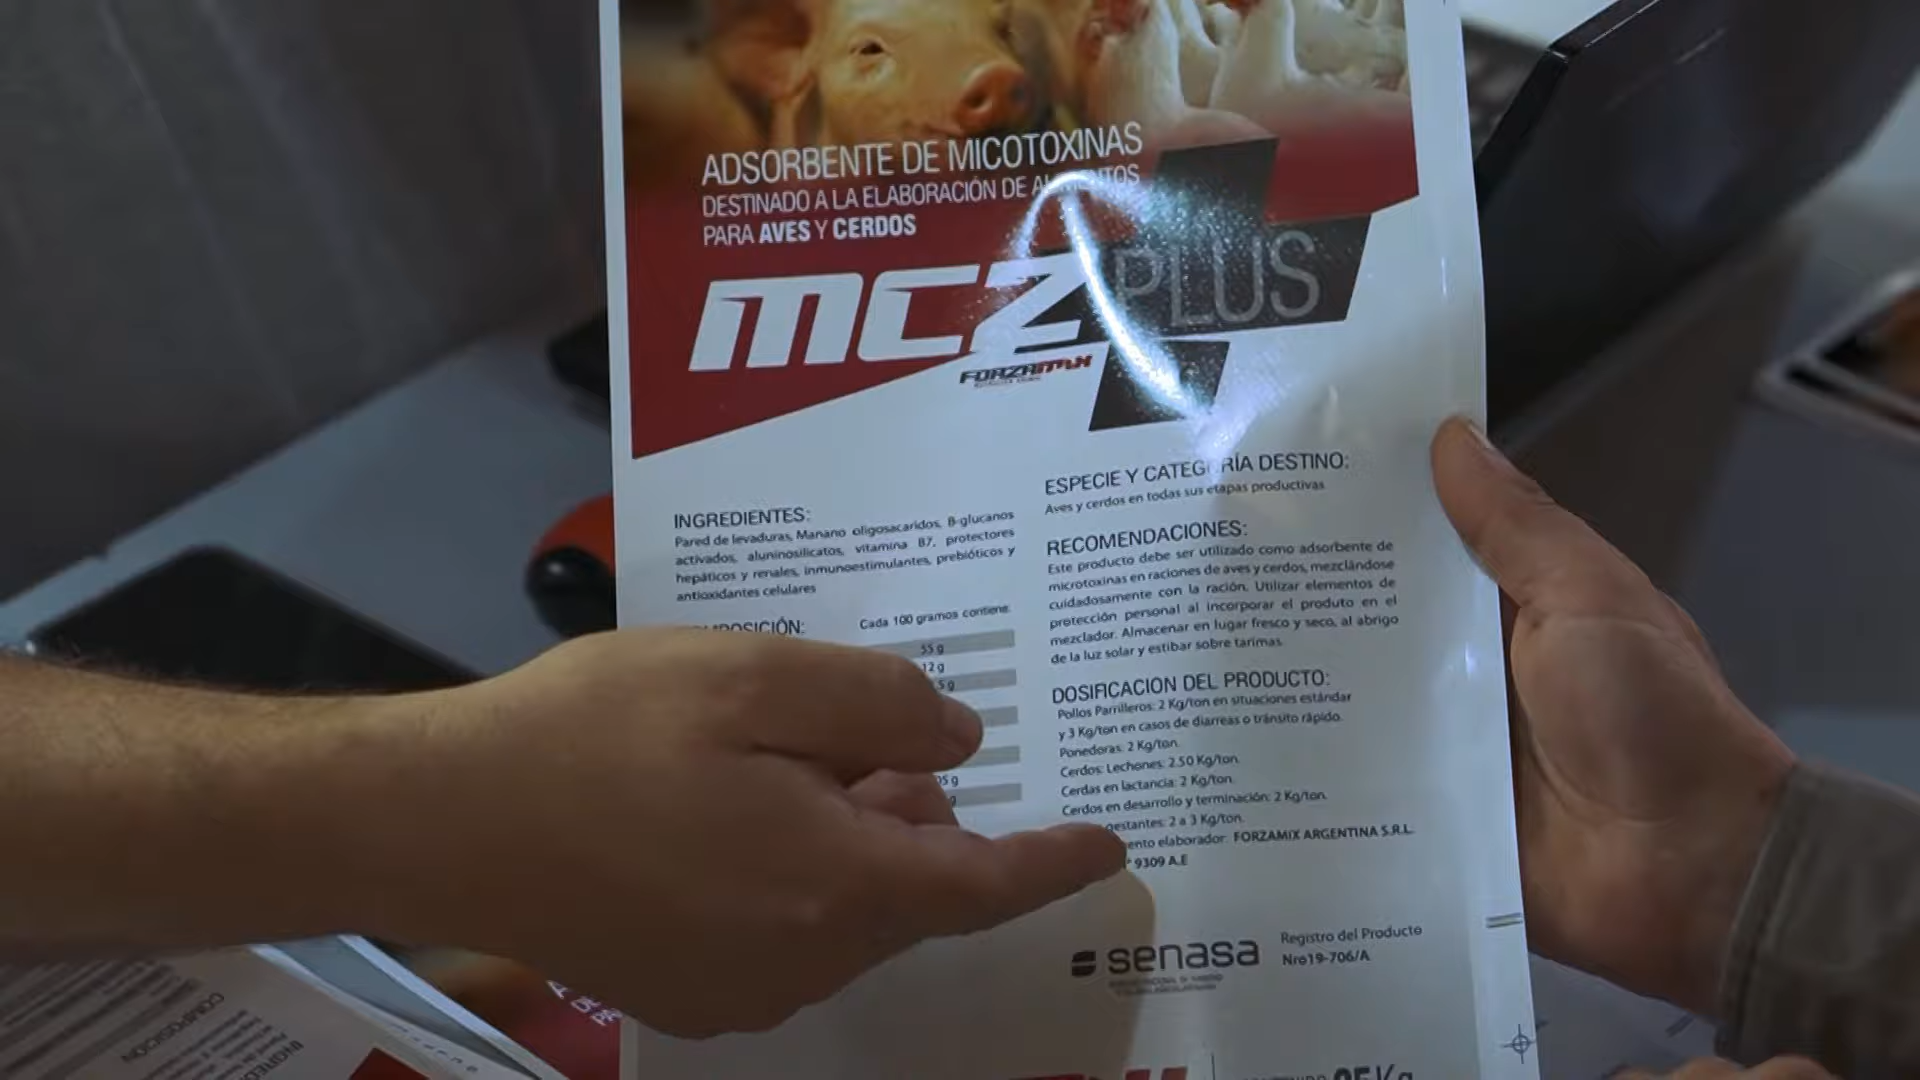 ADSORBENTE DE MICOTOXINAS
DESTINADO A LA ELABORACIÓN DE ALIMENTOS
PARA AVES Y CERDOS
MCZ PLUS
FORZAMIX
INGREDIENTES:
Pared de levaduras, Manano oligosacaridos, B-glucanos
activados, aluninosilicatos, vitamina B7, protectores
hepáticos y renales, inmunoestimulantes, prebióticos y
antioxidantes celulares
Cada 100 gramos contiene:
55 g
12 g
ESPECIE Y CATEGORÍA DESTINO:
Aves y cerdos en todas sus etapas productivas
RECOMENDACIONES:
Este producto debe ser utilizado como adsorbente de
microtoxinas en raciones de aves y cerdos, mezclándose
cuidadosamente con la ración. Utilizar elementos de
protección personal al incorporar el produto en el
mezclador. Almacenar en lugar fresco y seco, al abrigo
de la luz solar y estibar sobre tarimas.
DOSIFICACION DEL PRODUCTO:
Pollos Parrilleros: 2 Kg/ton en situaciones estándar
y 3 Kg/ton en casos de diarreas o tránsito rápido.
Ponedoras: 2 Kg/ton.
Cerdos: Lechones: 2.50 Kg/ton.
Cerdas en lactancia: 2 Kg/ton.
Cerdos en desarrollo y terminación: 2 Kg/ton.
gestantes: 2 a 3 Kg/ton.
elaborador: FORZAMIX ARGENTINA S.R.L.
9309 A.E
senasa
Registro del Producto
Nro19-706/A
COMPOSICIÓN